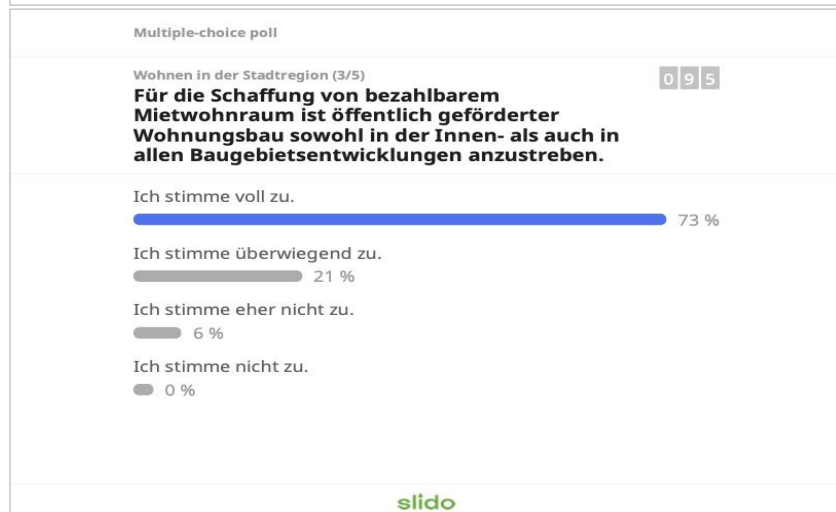 Multiple-choice poll
Wohnen in der Stadtregion (3/5)
095
Für die Schaffung von bezahlbarem
Mietwohnraum ist öffentlich geförderter
Wohnungsbau sowohl in der Innen- als auch in
allen Baugebietsentwicklungen anzustreben.
Ich stimme voll zu.
73 %
Ich stimme überwiegend zu.
21 %
Ich stimme eher nicht zu.
6 %
Ich stimme nicht zu.
0 %
slido